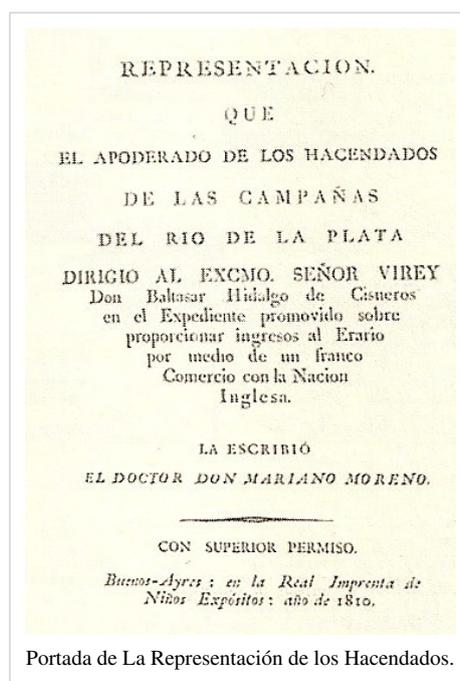 REPRESENTACION.
QUE
EL APODERADO DE LOS HACENDADOS
DE LAS CAMPAÑAS
DEL RIO DE LA PLATA
DIRIGIO AL EXCMO. SEÑOR VIREY
Don Baltasar Hidalgo de Cisneros
en el Expediente promovido sobre
proporcionar ingresos al Erario
por medio de un franco
Comercio con la Nacion
Inglesa.
LA ESCRIBIÓ
EL DOCTOR DON MARIANO MORENO.
CON SUPERIOR PERMISO.
Buenos-Ayres : en la Real Imprenta de
Niños Expósitos : año de 1810.
Portada de La Representación de los Hacendados.